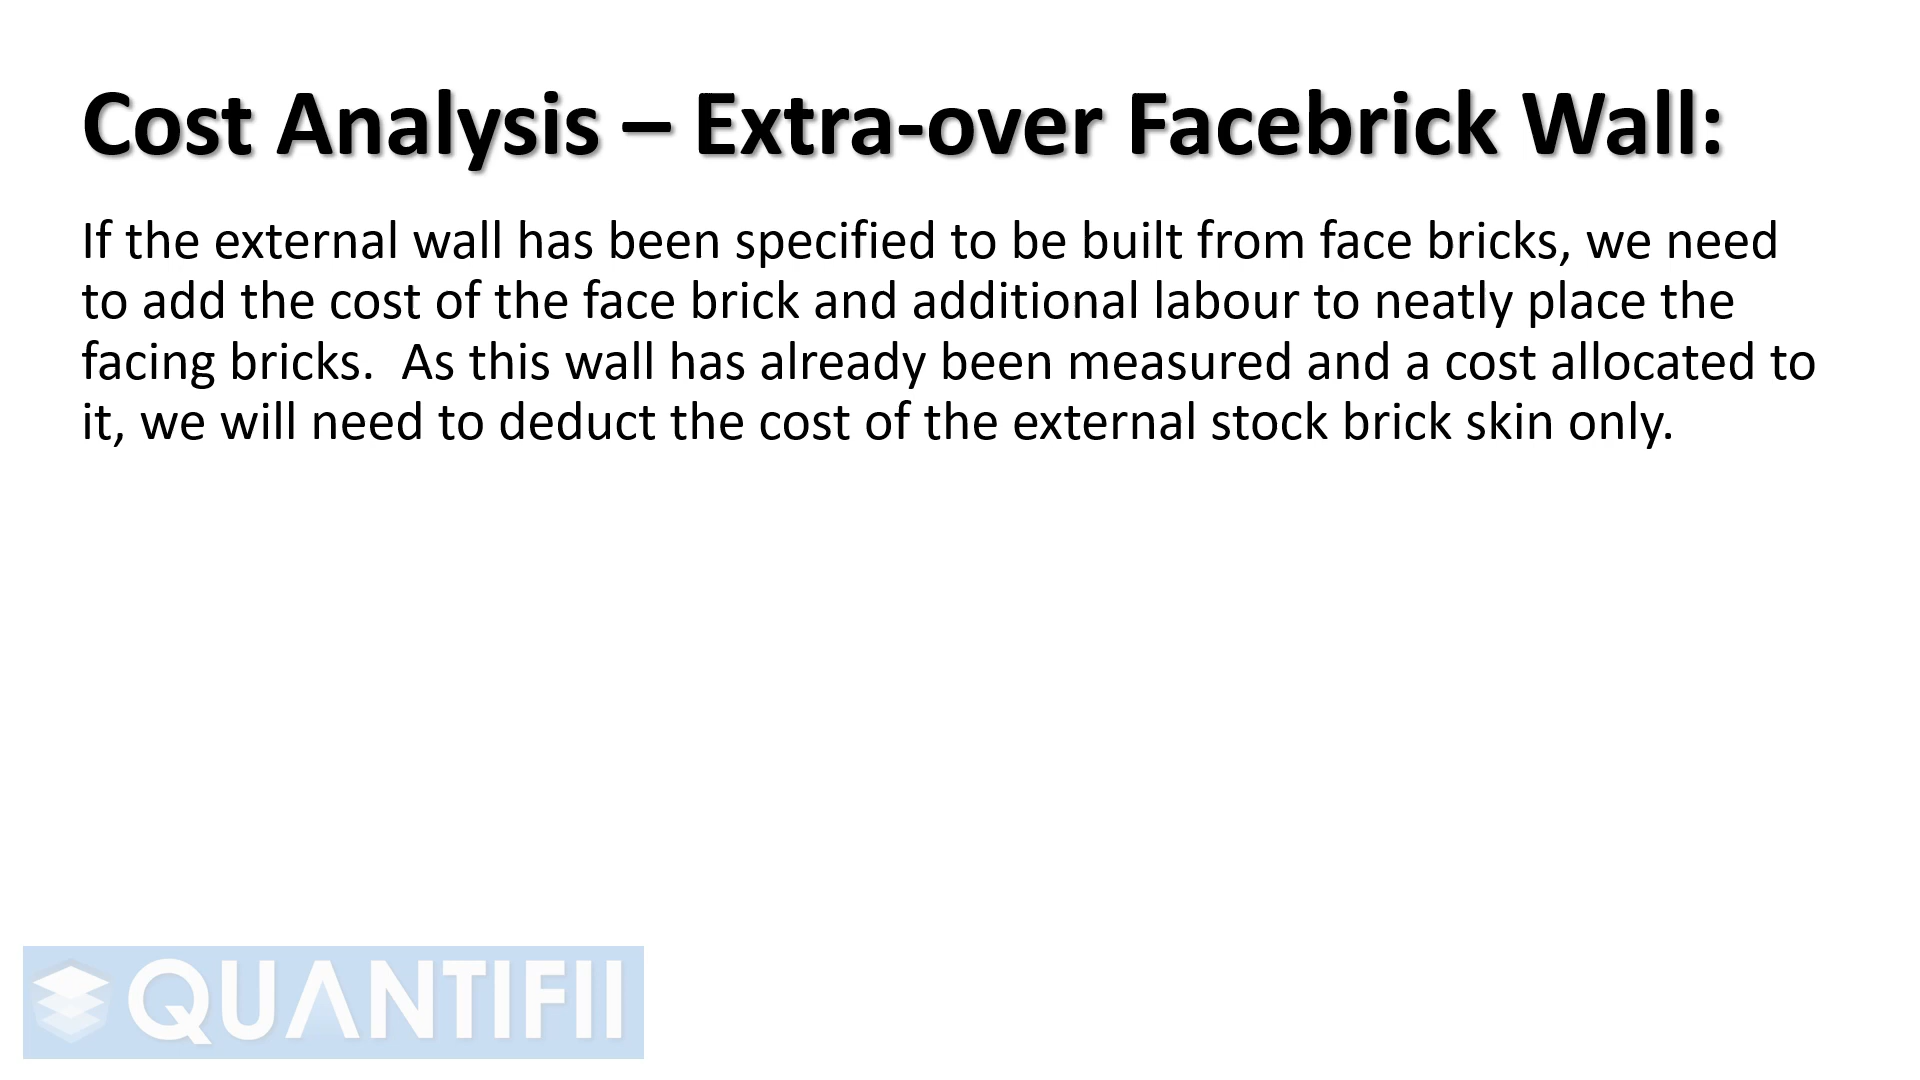 Cost Analysis – Extra-over Facebrick Wall:
If the external wall has been specified to be built from face bricks, we need
to add the cost of the face brick and additional labour to neatly place the
facing bricks.  As this wall has already been measured and a cost allocated to
it, we will need to deduct the cost of the external stock brick skin only.
QUANTIFII